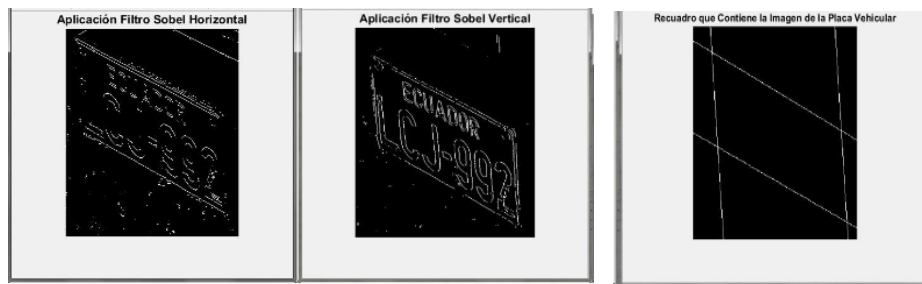 Aplicación Filtro Sobel Horizontal
Aplicación Filtro Sobel Vertical
Recuadro que Contiene la Imagen de la Placa Vehicular
ECUADOR
LCJ-992